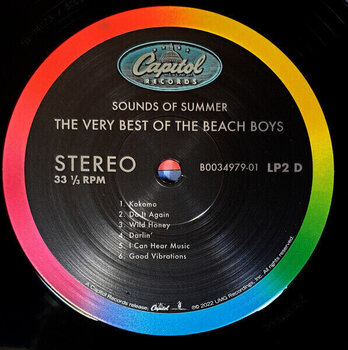 Capitol
RECORDS
SOUNDS OF SUMMER
THE VERY BEST OF THE BEACH BOYS
STEREO
33 ⅓ RPM
B0034979-01 LP2 D
1. Kokomo
2. Do It Again
3. Wild Honey
4. Darlin'
5. I Can Hear Music
6. Good Vibrations
A Capitol Records release; Capitol ℗© 2022 UMG Recordings, Inc. All rights reserved.